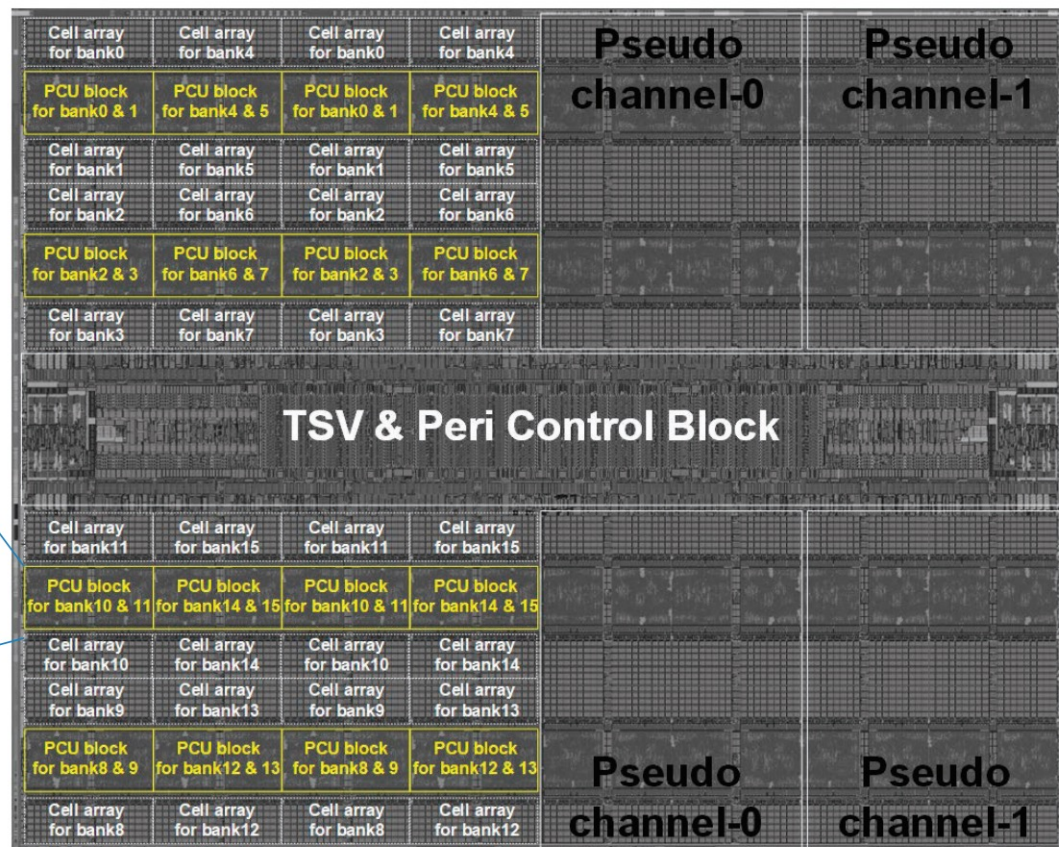 Cell array
for bank0
Cell array
for bank4
Cell array
for bank0
Cell array
for bank4
Pseudo
channel-0
Pseudo
channel-1
PCU block
for bank0 & 1
PCU block
for bank4 & 5
PCU block
for bank0 & 1
PCU block
for bank4 & 5
Cell array
for bank1
Cell array
for bank5
Cell array
for bank1
Cell array
for bank5
Cell array
for bank2
Cell array
for bank6
Cell array
for bank2
Cell array
for bank6
PCU block
for bank2 & 3
PCU block
for bank6 & 7
PCU block
for bank2 & 3
PCU block
for bank6 & 7
Cell array
for bank3
Cell array
for bank7
Cell array
for bank3
Cell array
for bank7
TSV & Peri Control Block
Cell array
for bank11
Cell array
for bank15
Cell array
for bank11
Cell array
for bank15
PCU block
for bank10 & 11
PCU block
for bank14 & 15
PCU block
for bank10 & 11
PCU block
for bank14 & 15
Cell array
for bank10
Cell array
for bank14
Cell array
for bank10
Cell array
for bank14
Cell array
for bank9
Cell array
for bank13
Cell array
for bank9
Cell array
for bank13
PCU block
for bank8 & 9
PCU block
for bank12 & 13
PCU block
for bank8 & 9
PCU block
for bank12 & 13
Pseudo
channel-0
Pseudo
channel-1
Cell array
for bank8
Cell array
for bank12
Cell array
for bank8
Cell array
for bank12